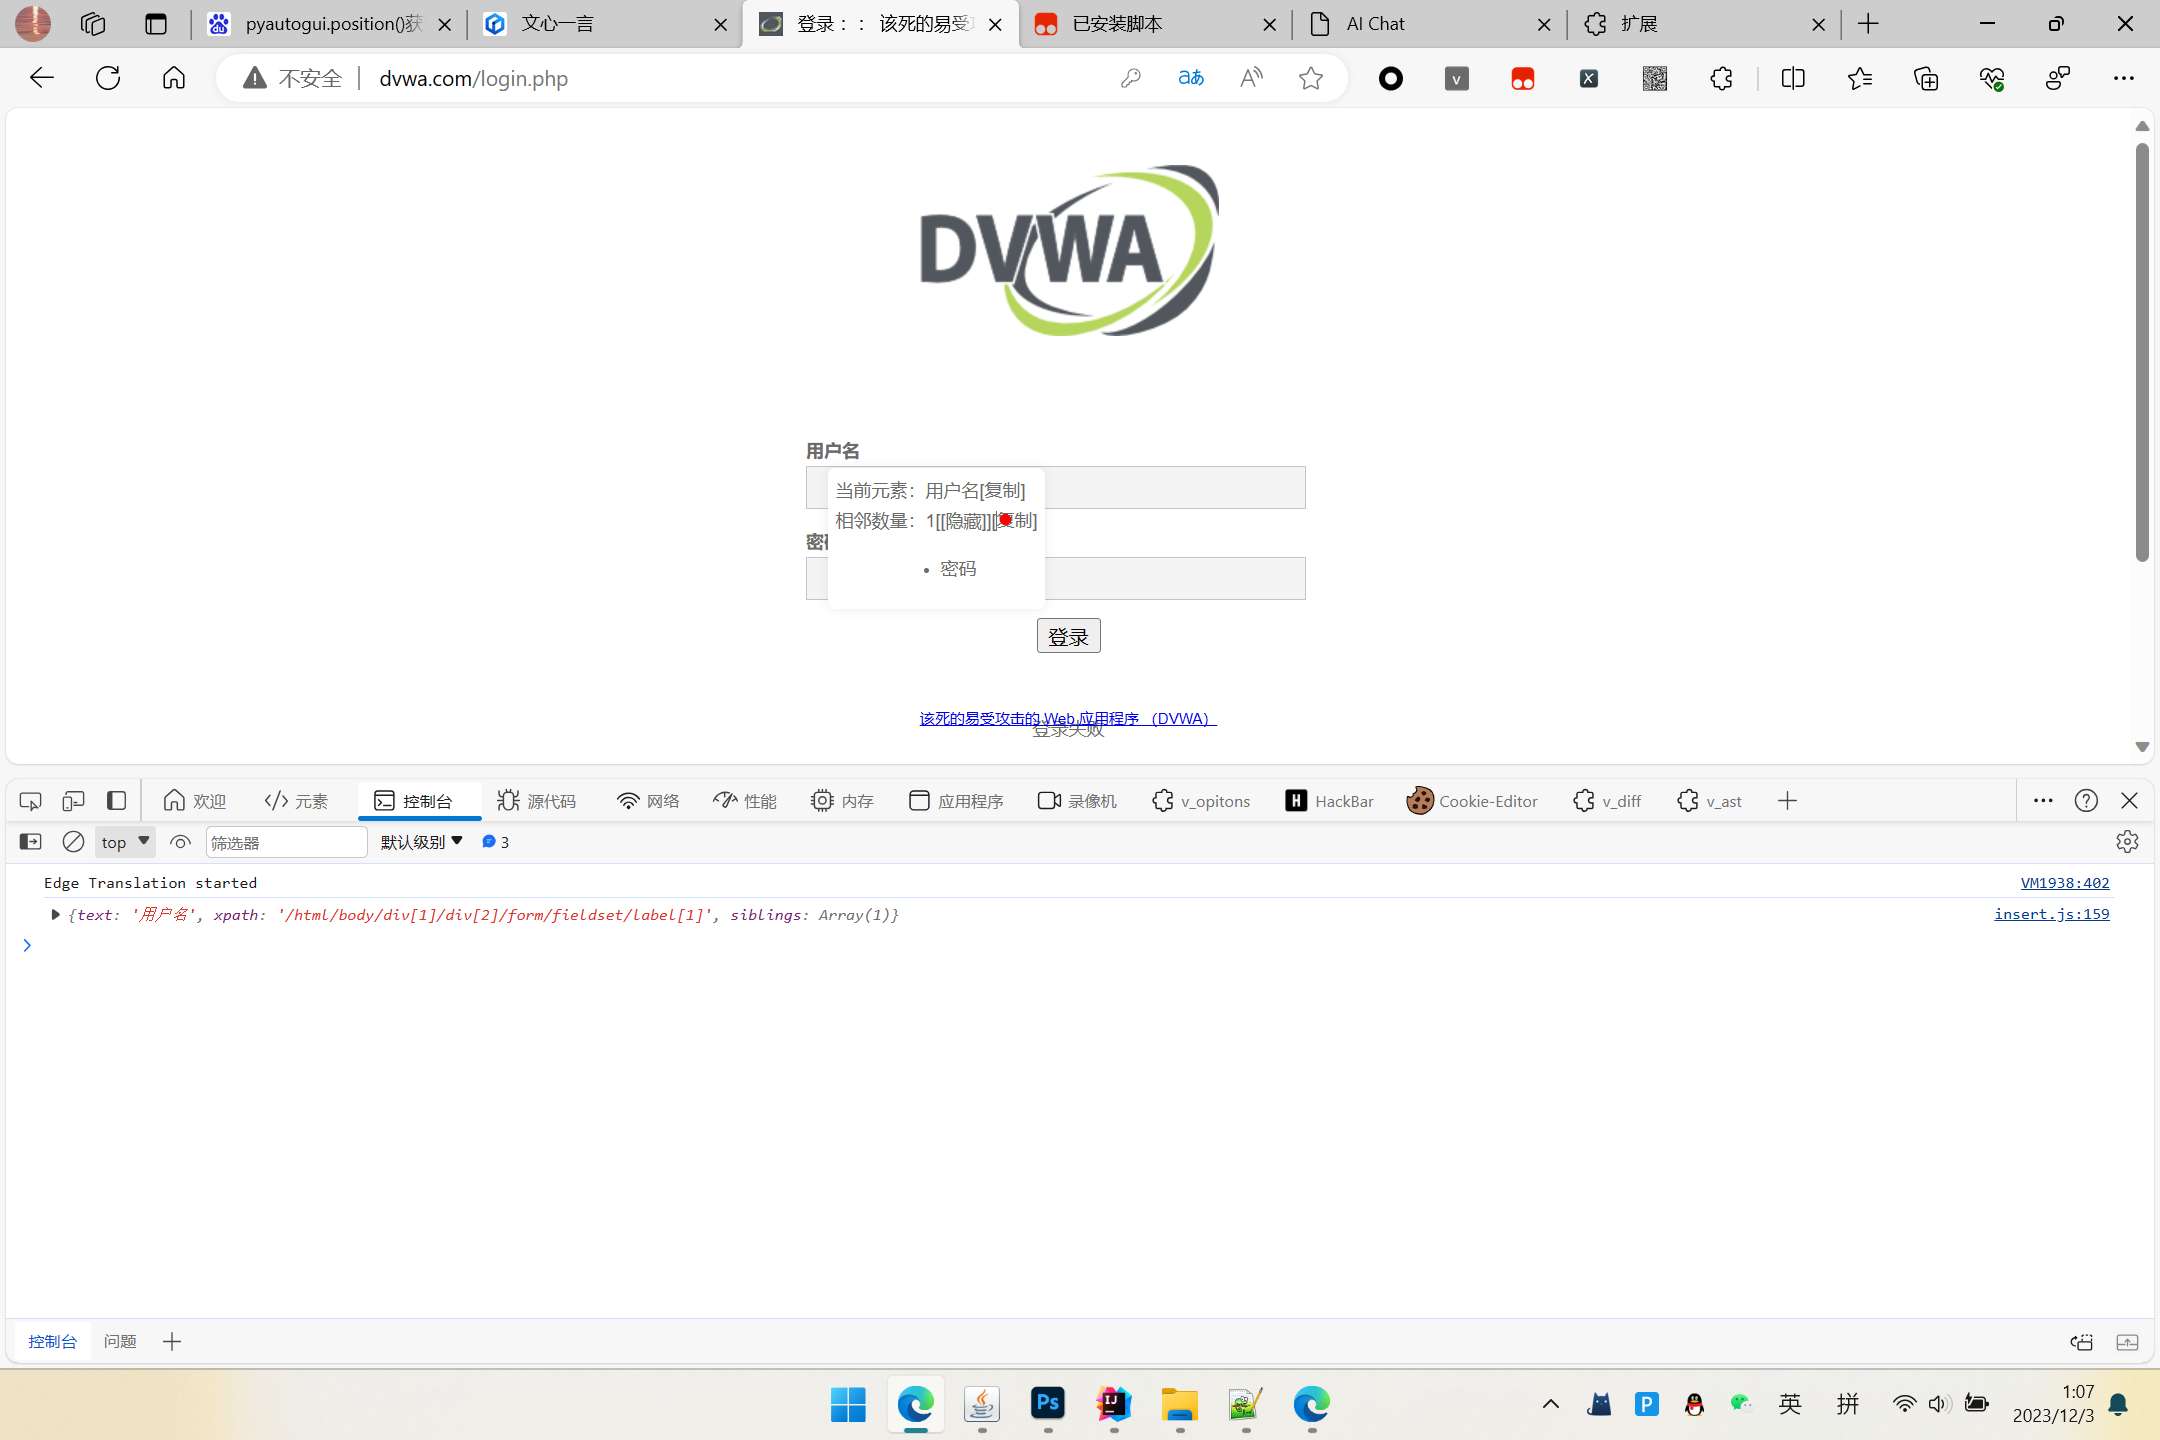 pyautogui.position()获
文心一言
登录：： 该死的易受
已安装脚本
AI Chat
扩展
不安全 dvwa.com/login.php
DVWA
用户名
当前元素：用户名[复制]
相邻数量：1[[隐藏]][复制]
密码
• 密码
登录
该死的易受攻击的 Web 应用程序 （DVWA）
登录失败
欢迎 元素 控制台 源代码 网络 性能 内存 应用程序 录像机 v_opitons HackBar Cookie-Editor v_diff v_ast
top 筛选器 默认级别 3
Edge Translation started VM1938:402
{text: '用户名', xpath: '/html/body/div[1]/div[2]/form/fieldset/label[1]', siblings: Array(1)} insert.js:159
控制台 问题
英 拼 1:07
2023/12/3